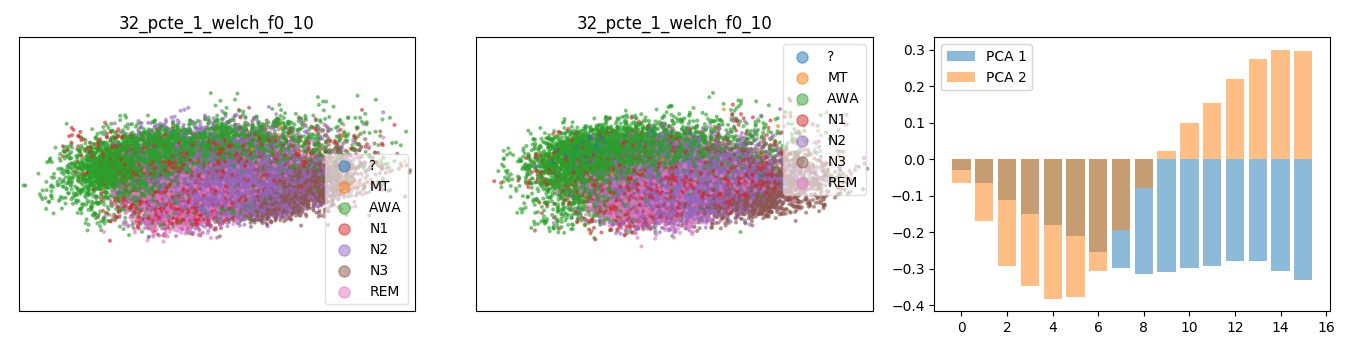 32_pcte_1_welch_f0_10
?
MT
AWA
N1
N2
N3
REM
32_pcte_1_welch_f0_10
?
MT
AWA
N1
N2
N3
REM
PCA 1
PCA 2
0.3
0.2
0.1
0.0
−0.1
−0.2
−0.3
−0.4
0 2 4 6 8 10 12 14 16